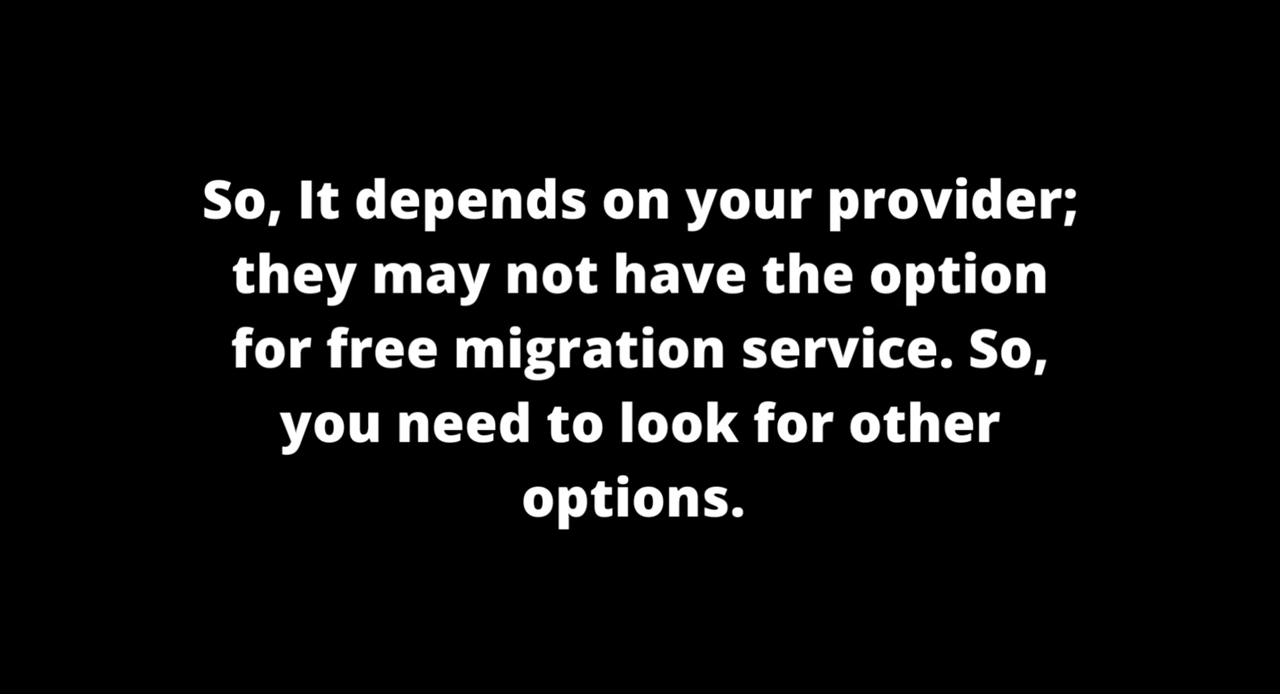 So, It depends on your provider;
they may not have the option
for free migration service. So,
you need to look for other
options.